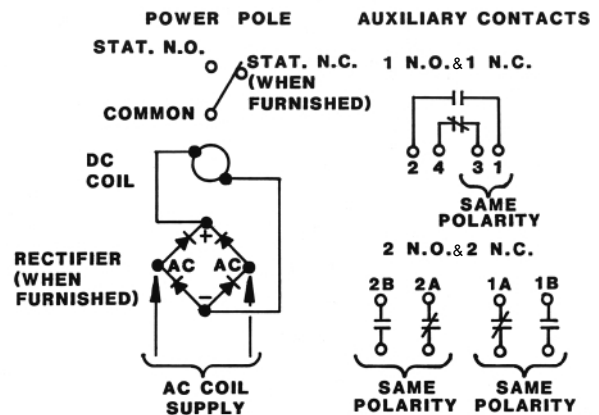 POWER POLE
STAT. N.O.
STAT. N.C.
(WHEN
FURNISHED)
COMMON
DC
COIL
+
AC AC
-
RECTIFIER
(WHEN
FURNISHED)
AC COIL
SUPPLY
AUXILIARY CONTACTS
1 N.O.&1 N.C.
2 4 3 1
SAME
POLARITY
2 N.O.&2 N.C.
2B 2A 1A 1B
SAME
POLARITY
SAME
POLARITY